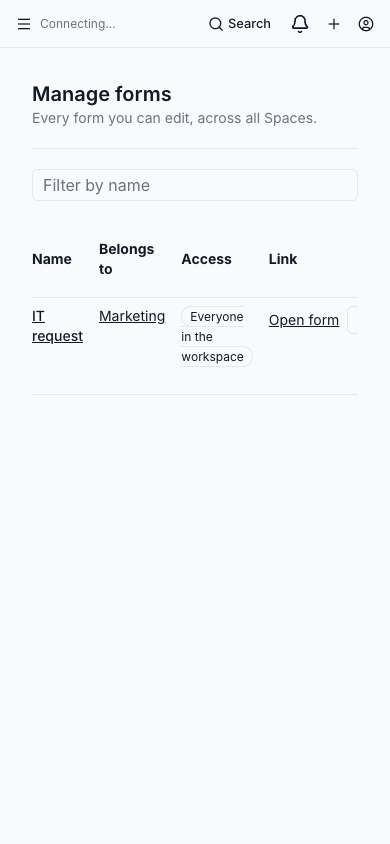 Connecting...
Search
Manage forms
Every form you can edit, across all Spaces.
Filter by name
Name
Belongs
to
Access
Link
IT
request
Marketing
Everyone
in the
workspace
Open form